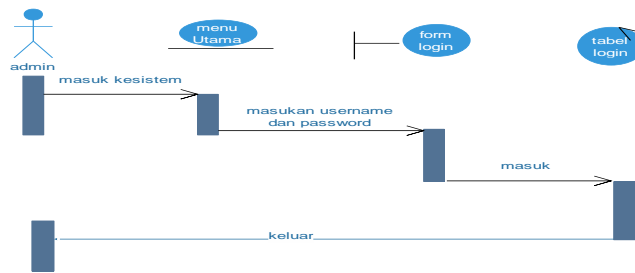 menu
Utama
form
login
tabel
login
admin
masuk kesistem
masukan username
dan password
masuk
keluar